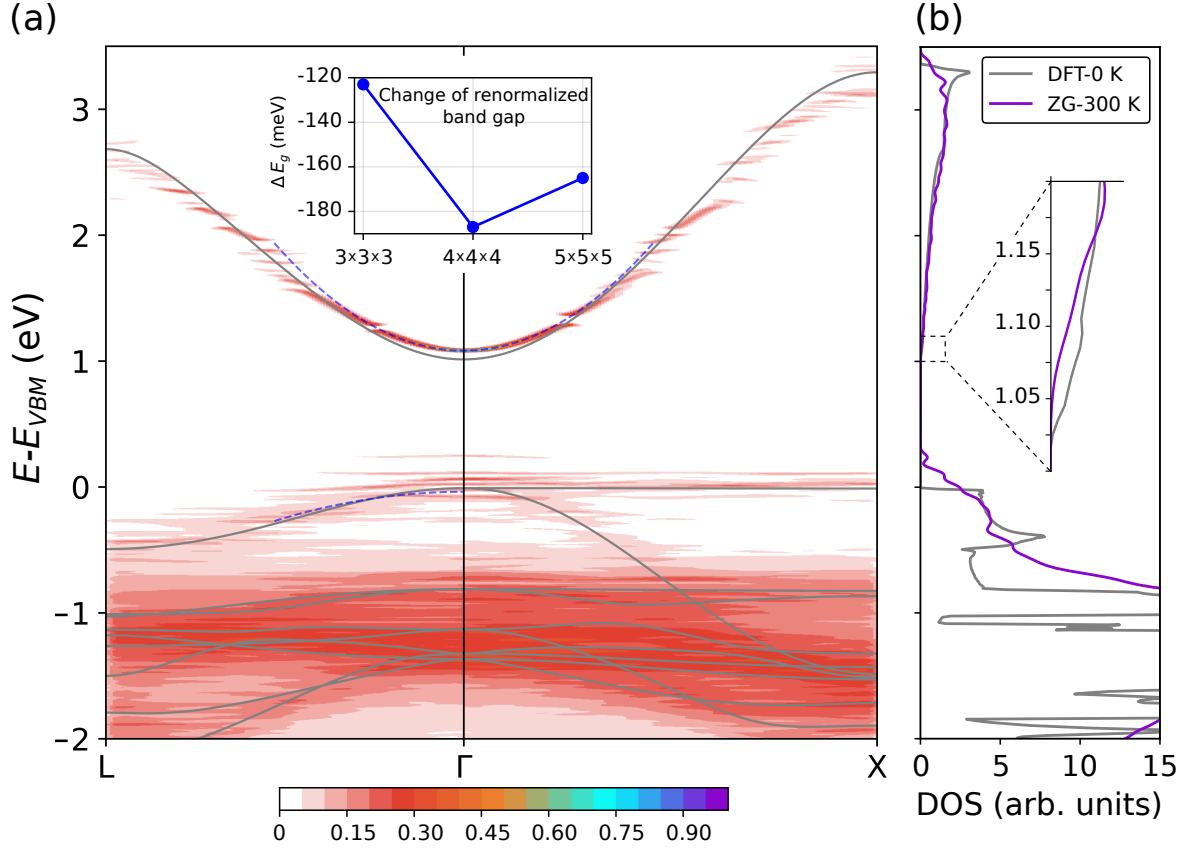 (a)
(b)
E-E_VBM (eV)
3
2
1
0
−1
−2
L
Γ
X
Δ E_g (meV)
-120
-140
-160
-180
Change of renormalized
band gap
3×3×3
4×4×4
5×5×5
0
0.15
0.30
0.45
0.60
0.75
0.90
DFT-0 K
ZG-300 K
1.15
1.10
1.05
0
5
10
15
DOS (arb. units)